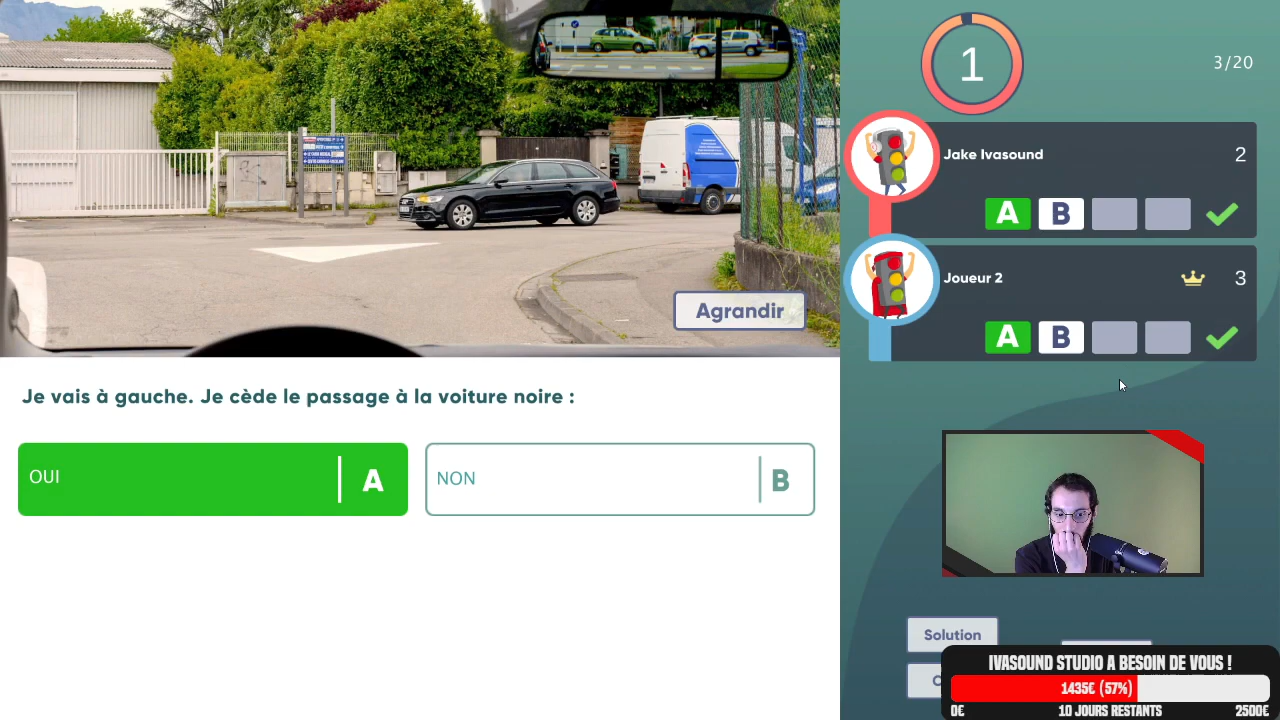 1
3/20
Jake Ivasound
2
A B
Joueur 2
3
A B
Agrandir
Je vais à gauche. Je cède le passage à la voiture noire :
OUI A
NON B
Solution
IVASOUND STUDIO A BESOIN DE VOUS !
1435€ (57%)
0€ 10 JOURS RESTANTS 2500€